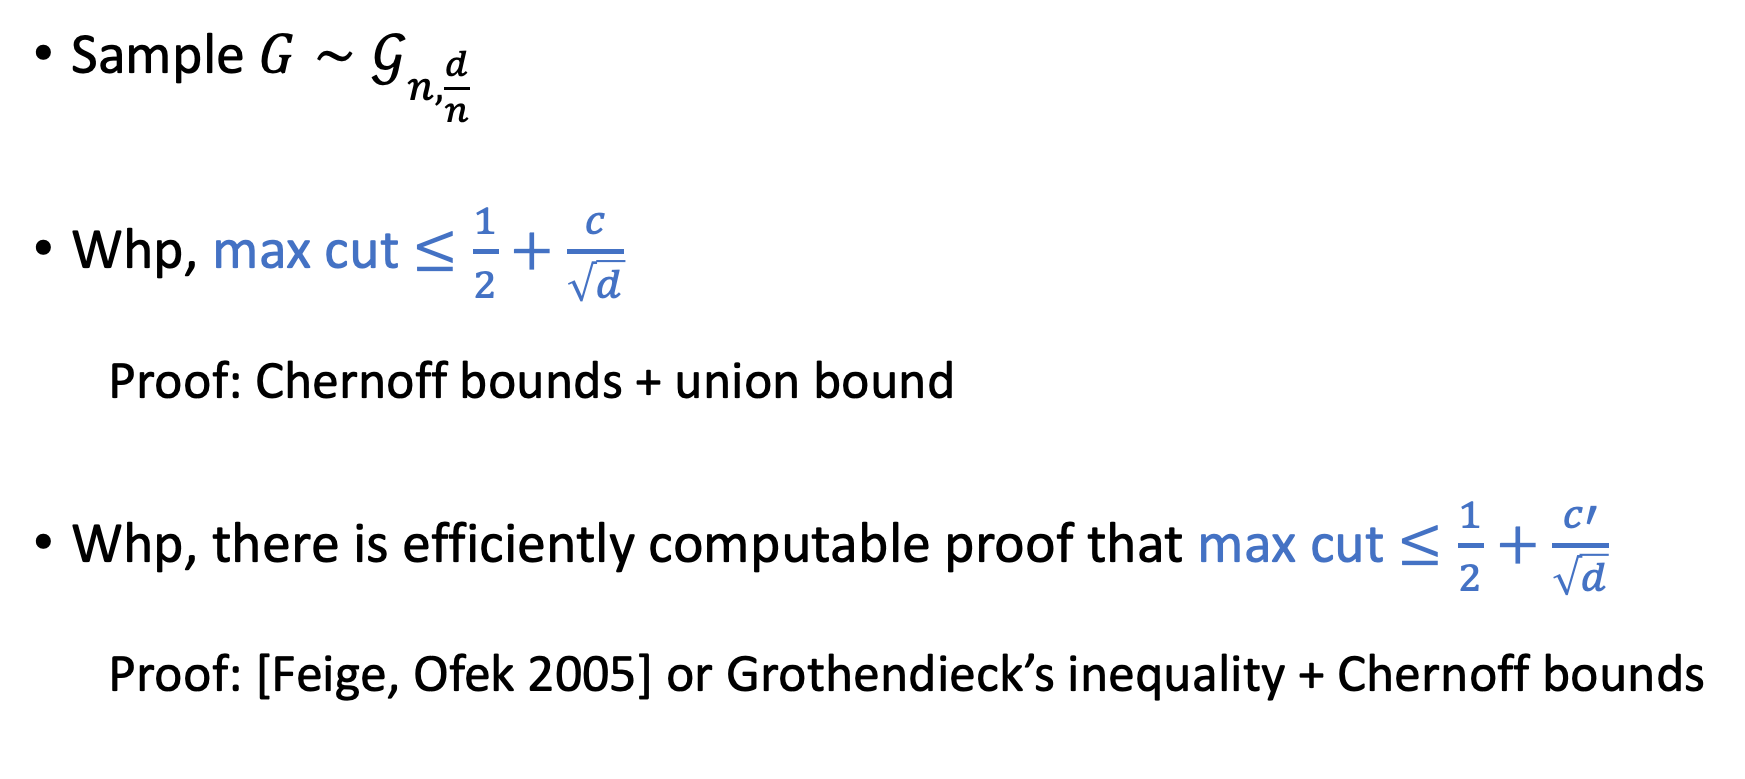 • Sample G ~ 𝒢_{n, d/n}
• Whp, max cut ≤ 1/2 + c/√d
Proof: Chernoff bounds + union bound
• Whp, there is efficiently computable proof that max cut ≤ 1/2 + c′/√d
Proof: [Feige, Ofek 2005] or Grothendieck’s inequality + Chernoff bounds